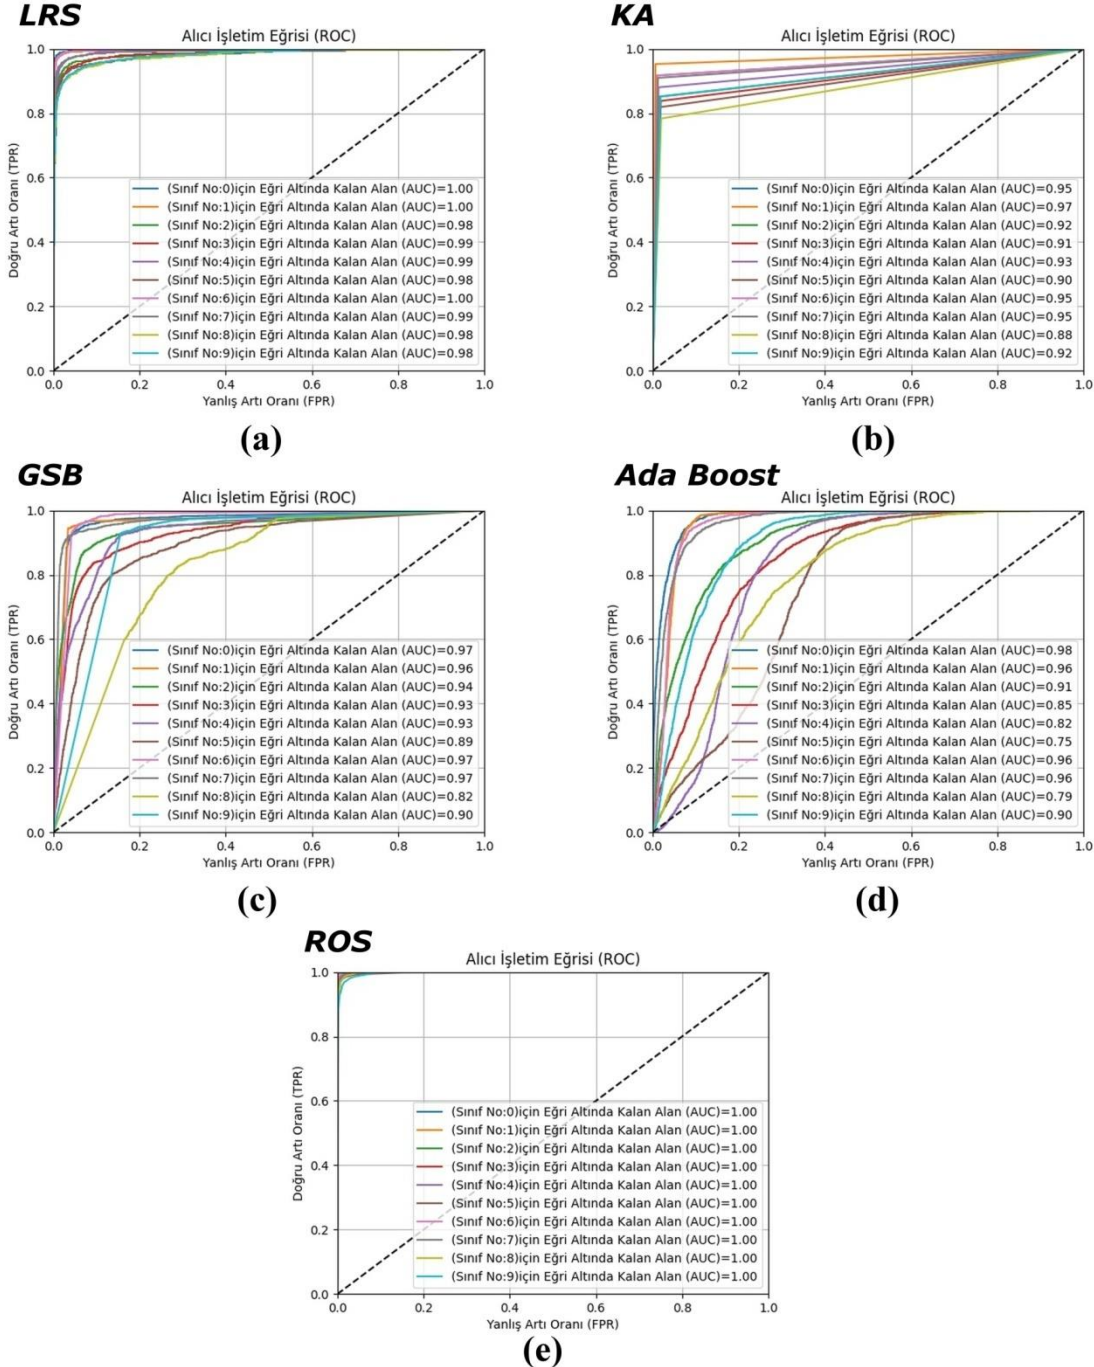 LRS
Alıcı İşletim Eğrisi (ROC)
1.0
0.8
0.6
0.4
0.2
0.0
Doğru Artı Oranı (TPR)
(Sınıf No:0)için Eğri Altında Kalan Alan (AUC)=1.00
(Sınıf No:1)için Eğri Altında Kalan Alan (AUC)=1.00
(Sınıf No:2)için Eğri Altında Kalan Alan (AUC)=0.98
(Sınıf No:3)için Eğri Altında Kalan Alan (AUC)=0.99
(Sınıf No:4)için Eğri Altında Kalan Alan (AUC)=0.99
(Sınıf No:5)için Eğri Altında Kalan Alan (AUC)=0.98
(Sınıf No:6)için Eğri Altında Kalan Alan (AUC)=1.00
(Sınıf No:7)için Eğri Altında Kalan Alan (AUC)=0.99
(Sınıf No:8)için Eğri Altında Kalan Alan (AUC)=0.98
(Sınıf No:9)için Eğri Altında Kalan Alan (AUC)=0.98
0.0 0.2 0.4 0.6 0.8 1.0
Yanlış Artı Oranı (FPR)
(a)
KA
Alıcı İşletim Eğrisi (ROC)
1.0
0.8
0.6
0.4
0.2
0.0
Doğru Artı Oranı (TPR)
(Sınıf No:0)için Eğri Altında Kalan Alan (AUC)=0.95
(Sınıf No:1)için Eğri Altında Kalan Alan (AUC)=0.97
(Sınıf No:2)için Eğri Altında Kalan Alan (AUC)=0.92
(Sınıf No:3)için Eğri Altında Kalan Alan (AUC)=0.91
(Sınıf No:4)için Eğri Altında Kalan Alan (AUC)=0.93
(Sınıf No:5)için Eğri Altında Kalan Alan (AUC)=0.90
(Sınıf No:6)için Eğri Altında Kalan Alan (AUC)=0.95
(Sınıf No:7)için Eğri Altında Kalan Alan (AUC)=0.95
(Sınıf No:8)için Eğri Altında Kalan Alan (AUC)=0.88
(Sınıf No:9)için Eğri Altında Kalan Alan (AUC)=0.92
0.0 0.2 0.4 0.6 0.8 1.0
Yanlış Artı Oranı (FPR)
(b)
GSB
Alıcı İşletim Eğrisi (ROC)
1.0
0.8
0.6
0.4
0.2
0.0
Doğru Artı Oranı (TPR)
(Sınıf No:0)için Eğri Altında Kalan Alan (AUC)=0.97
(Sınıf No:1)için Eğri Altında Kalan Alan (AUC)=0.96
(Sınıf No:2)için Eğri Altında Kalan Alan (AUC)=0.94
(Sınıf No:3)için Eğri Altında Kalan Alan (AUC)=0.93
(Sınıf No:4)için Eğri Altında Kalan Alan (AUC)=0.93
(Sınıf No:5)için Eğri Altında Kalan Alan (AUC)=0.89
(Sınıf No:6)için Eğri Altında Kalan Alan (AUC)=0.97
(Sınıf No:7)için Eğri Altında Kalan Alan (AUC)=0.97
(Sınıf No:8)için Eğri Altında Kalan Alan (AUC)=0.82
(Sınıf No:9)için Eğri Altında Kalan Alan (AUC)=0.90
0.0 0.2 0.4 0.6 0.8 1.0
Yanlış Artı Oranı (FPR)
(c)
Ada Boost
Alıcı İşletim Eğrisi (ROC)
1.0
0.8
0.6
0.4
0.2
0.0
Doğru Artı Oranı (TPR)
(Sınıf No:0)için Eğri Altında Kalan Alan (AUC)=0.98
(Sınıf No:1)için Eğri Altında Kalan Alan (AUC)=0.96
(Sınıf No:2)için Eğri Altında Kalan Alan (AUC)=0.91
(Sınıf No:3)için Eğri Altında Kalan Alan (AUC)=0.85
(Sınıf No:4)için Eğri Altında Kalan Alan (AUC)=0.82
(Sınıf No:5)için Eğri Altında Kalan Alan (AUC)=0.75
(Sınıf No:6)için Eğri Altında Kalan Alan (AUC)=0.96
(Sınıf No:7)için Eğri Altında Kalan Alan (AUC)=0.96
(Sınıf No:8)için Eğri Altında Kalan Alan (AUC)=0.79
(Sınıf No:9)için Eğri Altında Kalan Alan (AUC)=0.90
0.0 0.2 0.4 0.6 0.8 1.0
Yanlış Artı Oranı (FPR)
(d)
ROS
Alıcı İşletim Eğrisi (ROC)
1.0
0.8
0.6
0.4
0.2
0.0
Doğru Artı Oranı (TPR)
(Sınıf No:0)için Eğri Altında Kalan Alan (AUC)=1.00
(Sınıf No:1)için Eğri Altında Kalan Alan (AUC)=1.00
(Sınıf No:2)için Eğri Altında Kalan Alan (AUC)=1.00
(Sınıf No:3)için Eğri Altında Kalan Alan (AUC)=1.00
(Sınıf No:4)için Eğri Altında Kalan Alan (AUC)=1.00
(Sınıf No:5)için Eğri Altında Kalan Alan (AUC)=1.00
(Sınıf No:6)için Eğri Altında Kalan Alan (AUC)=1.00
(Sınıf No:7)için Eğri Altında Kalan Alan (AUC)=1.00
(Sınıf No:8)için Eğri Altında Kalan Alan (AUC)=1.00
(Sınıf No:9)için Eğri Altında Kalan Alan (AUC)=1.00
0.0 0.2 0.4 0.6 0.8 1.0
Yanlış Artı Oranı (FPR)
(e)